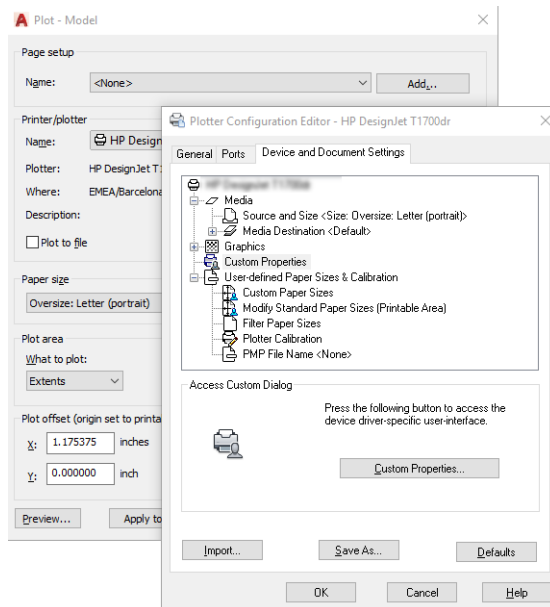 Plot - Model
Page setup
Name:
<None>
Add...
Printer/plotter
Name:
HP Design
Plotter:
HP DesignJet T1
Where:
EMEA/Barcelona
Description:
Plot to file
Paper size
Oversize: Letter (portrait)
Plot area
What to plot:
Extents
Plot offset (origin set to printa
X:
1.175375
inches
Y:
0.000000
inch
Preview...
Apply to
Plotter Configuration Editor - HP DesignJet T1700dr
General
Ports
Device and Document Settings
Media
Source and Size <Size: Oversize: Letter (portrait)>
Media Destination <Default>
Graphics
Custom Properties
User-defined Paper Sizes & Calibration
Custom Paper Sizes
Modify Standard Paper Sizes (Printable Area)
Filter Paper Sizes
Plotter Calibration
PMP File Name <None>
Access Custom Dialog
Press the following button to access the
device driver-specific user-interface.
Custom Properties...
Import...
Save As...
Defaults
OK
Cancel
Help